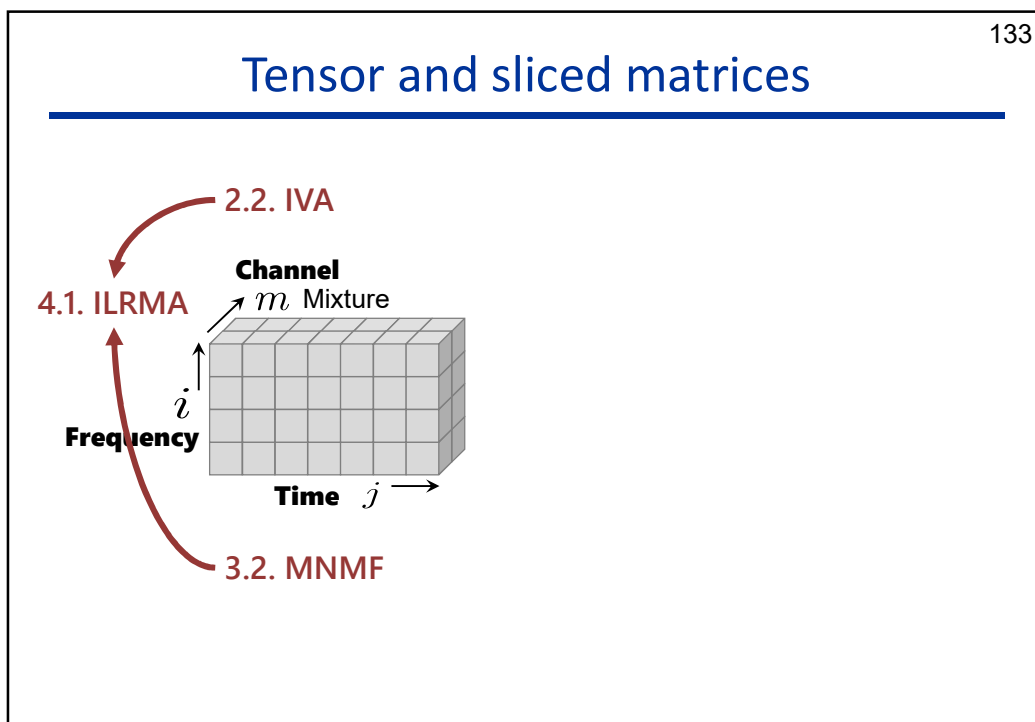 133
Tensor and sliced matrices
2.2. IVA
Channel
4.1. ILRMA
m Mixture
i
Frequency
Time j
3.2. MNMF